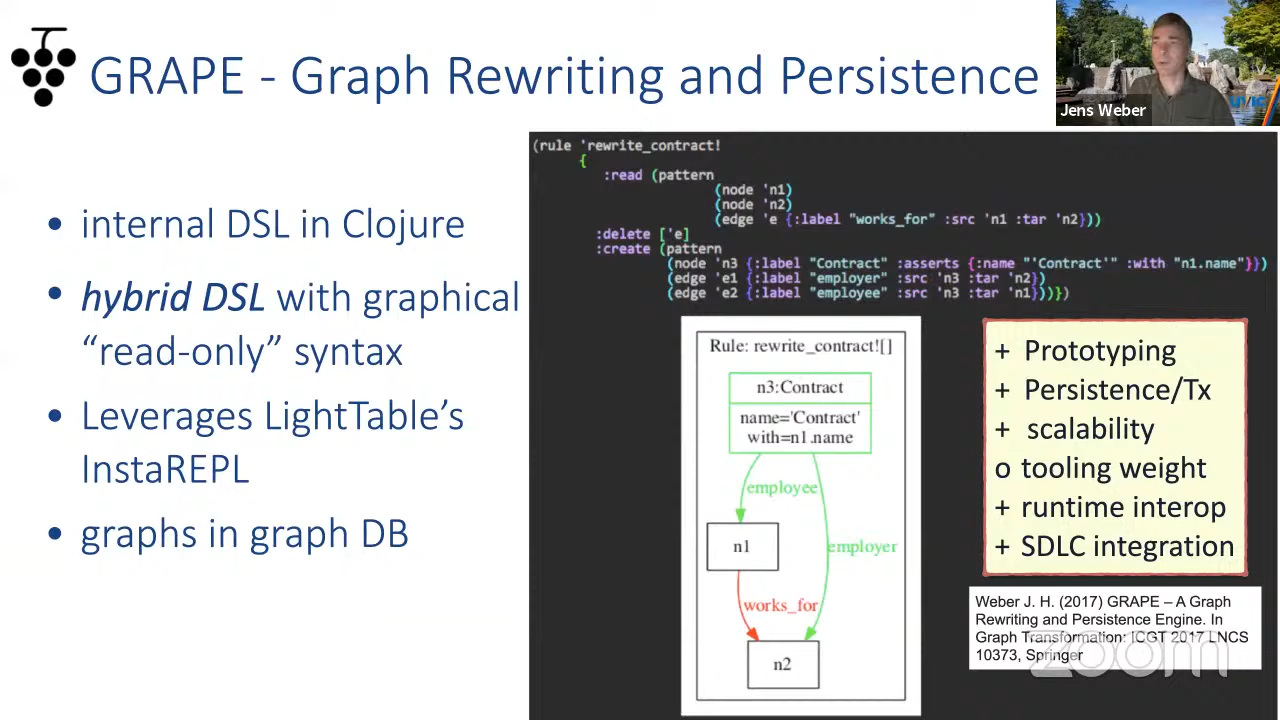 GRAPE - Graph Rewriting and Persistence
Jens Weber
UVIC
• internal DSL in Clojure
• hybrid DSL with graphical
“read-only” syntax
• Leverages LightTable’s
InstaREPL
• graphs in graph DB
(rule 'rewrite_contract!
{
:read (pattern
(node 'n1)
(node 'n2)
(edge 'e {:label "works_for" :src 'n1 :tar 'n2}))
:delete ['e]
:create (pattern
(node 'n3 {:label "Contract" :asserts {:name "'Contract'" :with "n1.name"}})
(edge 'e1 {:label "employer" :src 'n3 :tar 'n2})
(edge 'e2 {:label "employee" :src 'n3 :tar 'n1}))})
Rule: rewrite_contract![]
n3:Contract
name='Contract'
with=n1.name
employee
n1
employer
works_for
n2
+ Prototyping
+ Persistence/Tx
+ scalability
o tooling weight
+ runtime interop
+ SDLC integration
Weber J. H. (2017) GRAPE – A Graph
Rewriting and Persistence Engine. In
Graph Transformation: ICGT 2017 LNCS
10373, Springer
zoom